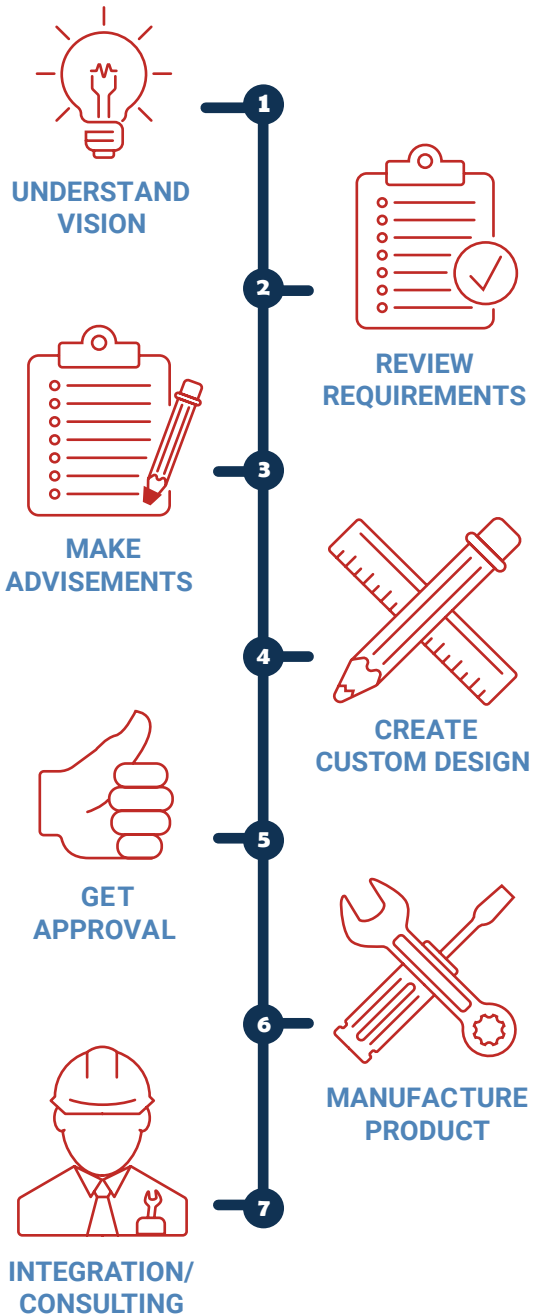 1
UNDERSTAND
VISION
2
REVIEW
REQUIREMENTS
3
MAKE
ADVISEMENTS
4
CREATE
CUSTOM DESIGN
5
GET
APPROVAL
6
MANUFACTURE
PRODUCT
7
INTEGRATION/
CONSULTING